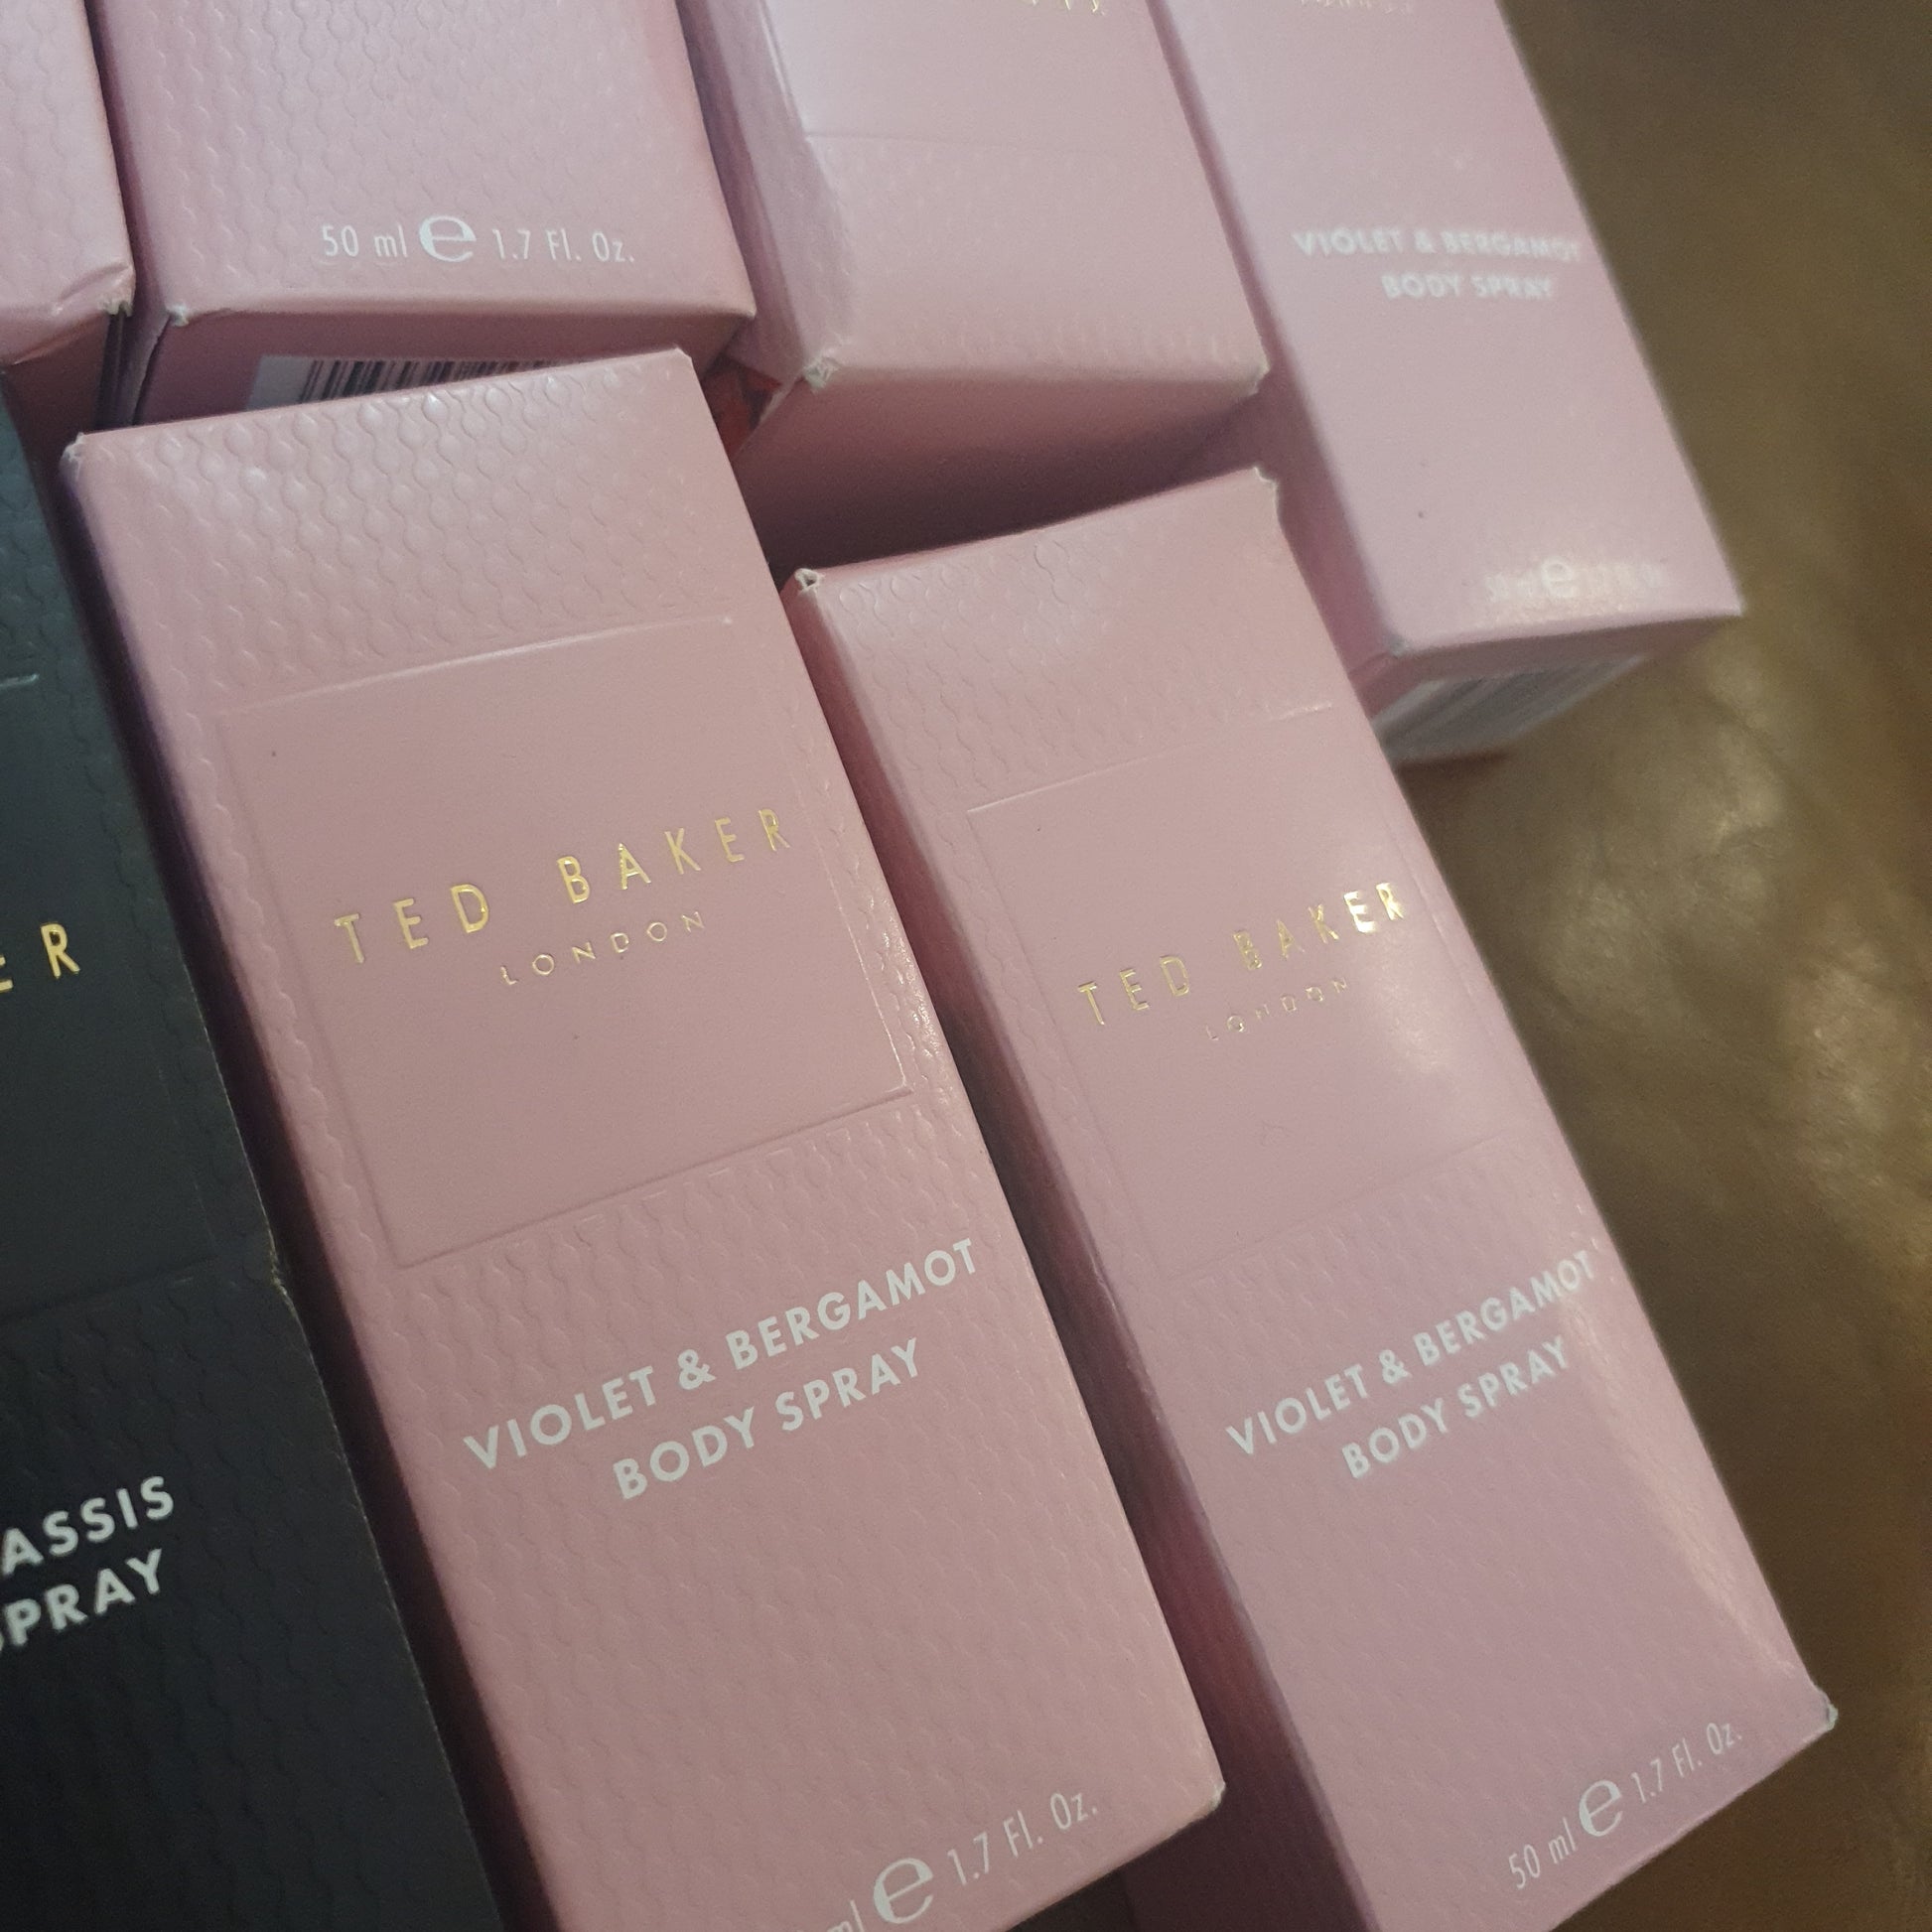 50 ml e 1.7 Fl. Oz.
VIOLET & BERGAMOT
BODY SPRAY
TED BAKER
LONDON
VIOLET & BERGAMOT
BODY SPRAY
ml e 1.7 Fl. Oz.
TED BAKER
LONDON
VIOLET & BERGAMOT
BODY SPRAY
50 ml e 1.7 Fl. Oz.
ER
ASSIS
SPRAY